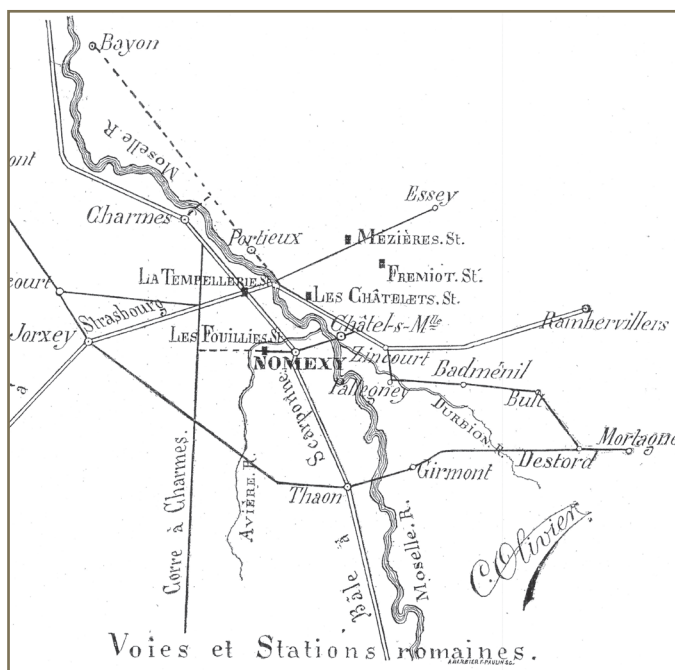 Bayon
Moselle. R.
ont
Essey
Charmes
Portieux
MEZIÈRES. St.
FREMIOT. St.
LA TEMPELLERIE. St.
LES CHÂTELETS. St.
court
Strasbourg
Rambervillers
Jorxey
LES FOUILLIES St.
Châtel-s-Mlle
Zincourt
NOMEXY
Badménil
Pallegney
à
Scarponne
DURBION R.
Bult
Mortagne
Girmont
Destord
Thaon
AVIÈRE. R.
Corre à Charmes.
Bâle à
Moselle. R.
C. Olivier
Voies et Stations romaines.